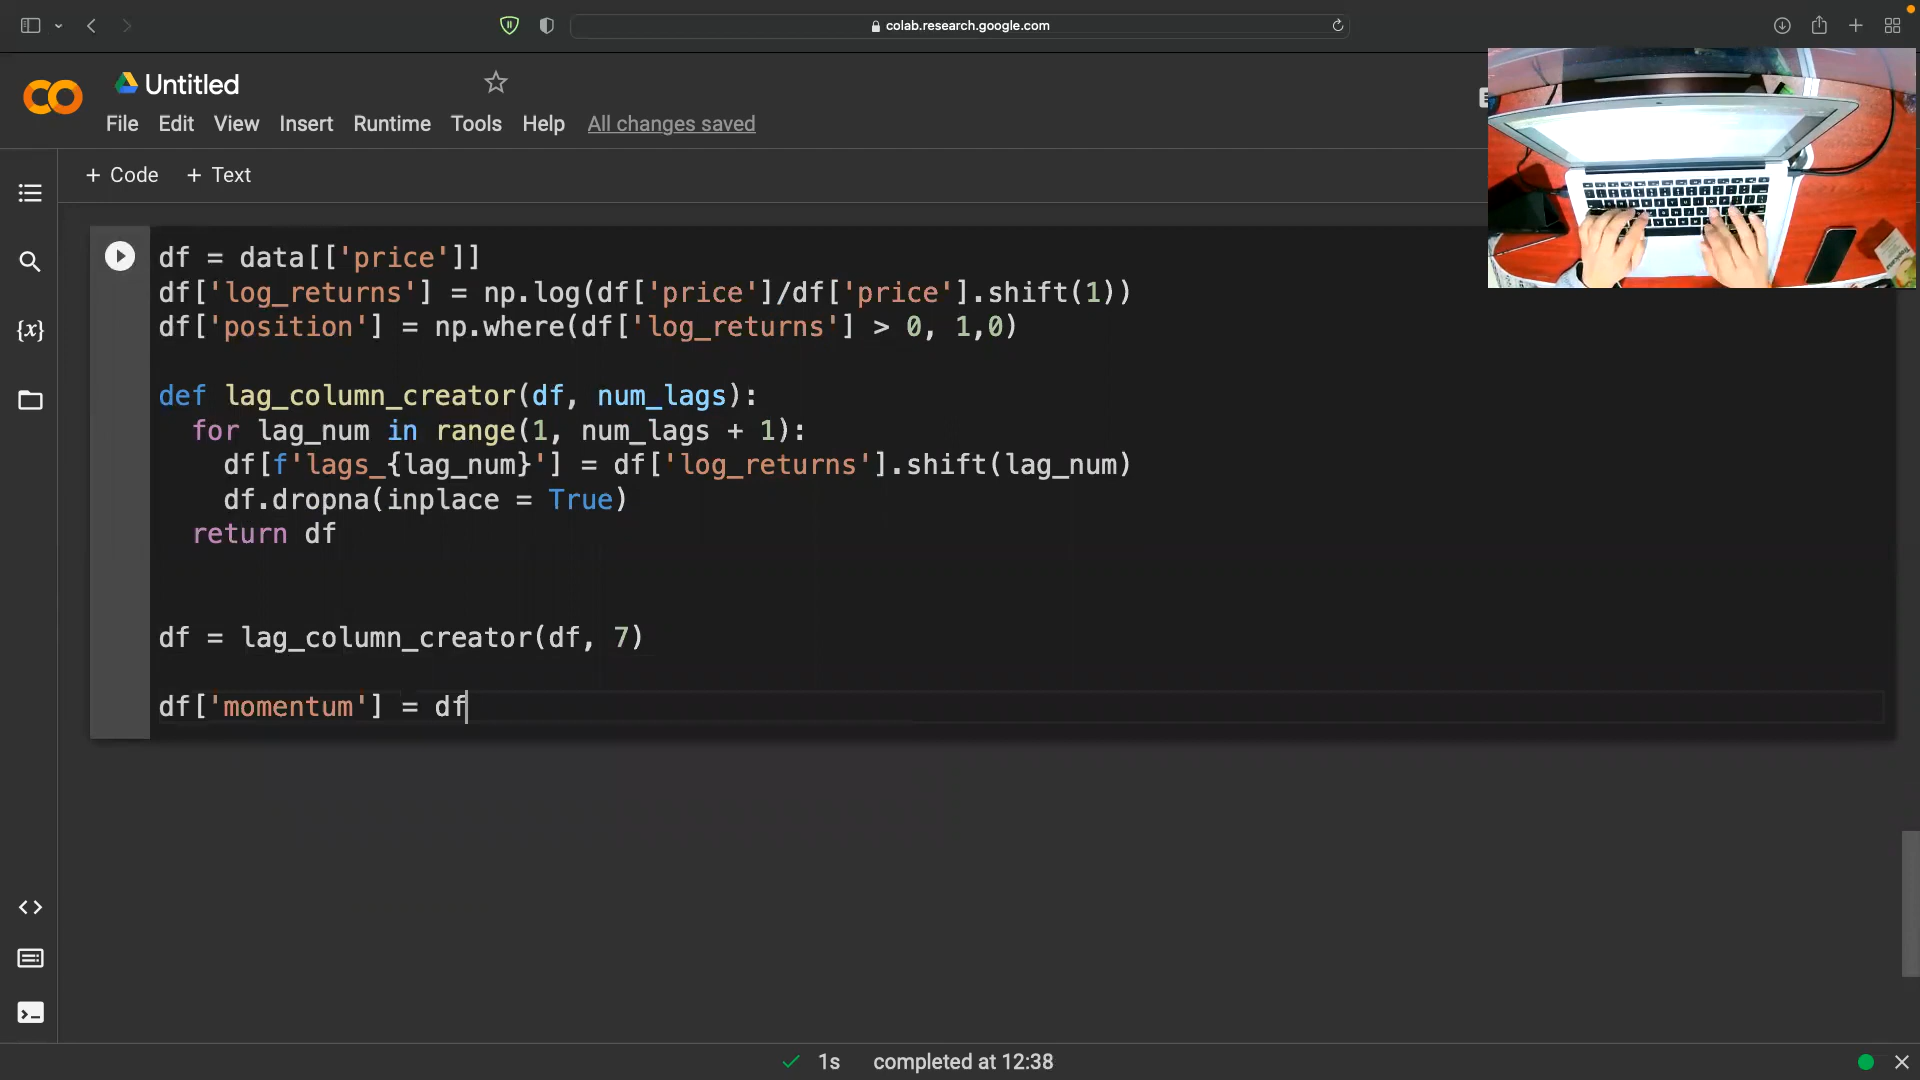 colab.research.google.com
Untitled
File Edit View Insert Runtime Tools Help All changes saved
+ Code + Text
df = data[['price']]
df['log_returns'] = np.log(df['price']/df['price'].shift(1))
df['position'] = np.where(df['log_returns'] > 0, 1,0)
def lag_column_creator(df, num_lags):
for lag_num in range(1, num_lags + 1):
df[f'lags_{lag_num}'] = df['log_returns'].shift(lag_num)
df.dropna(inplace = True)
return df
df = lag_column_creator(df, 7)
df['momentum'] = df
{x}
1s completed at 12:38